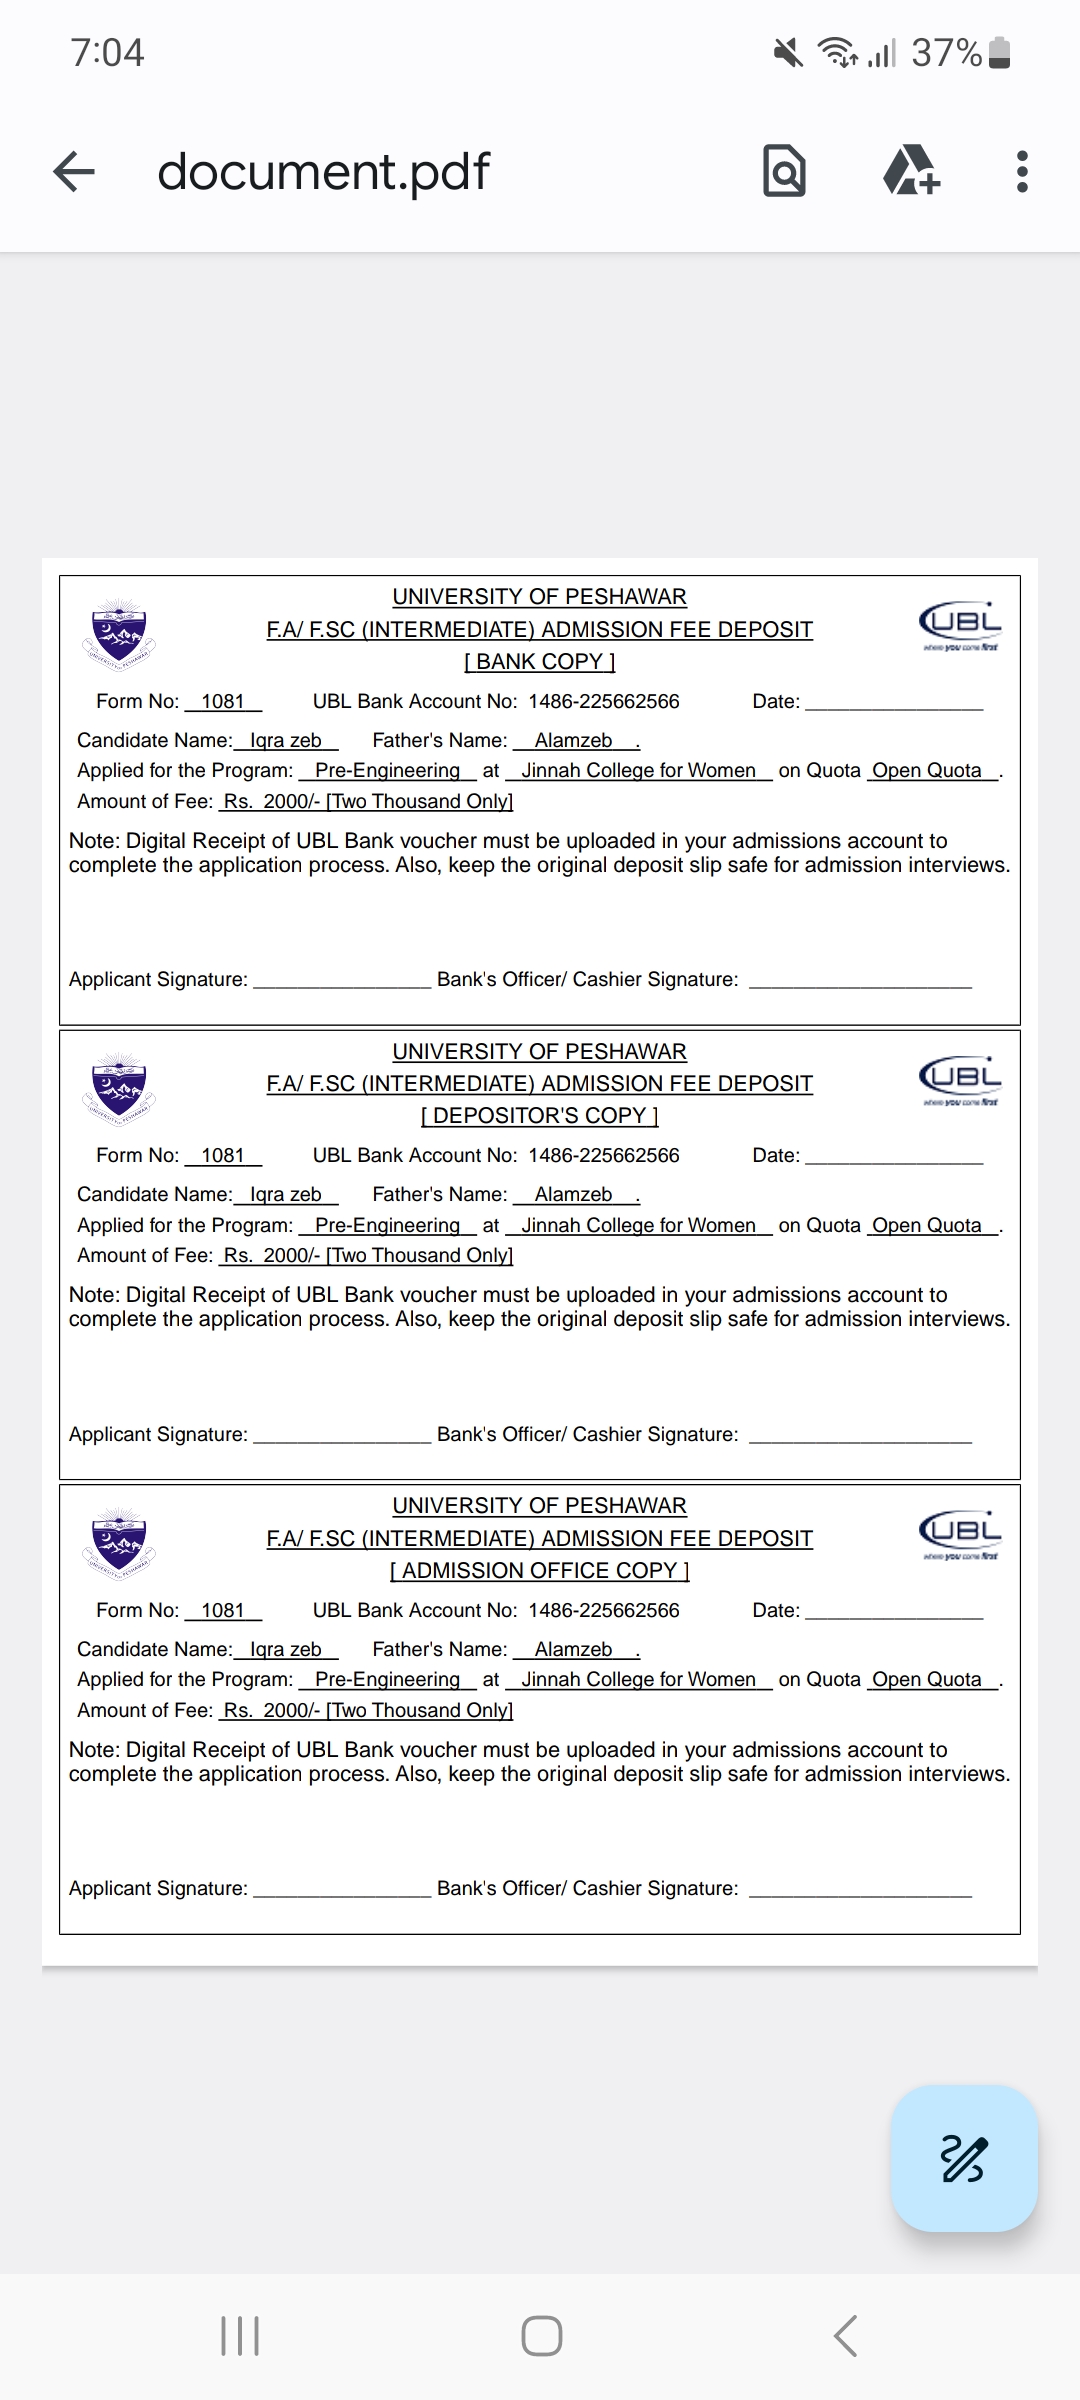 7:04
37%
document.pdf
UNIVERSITY OF PESHAWAR
F.A/ F.SC (INTERMEDIATE) ADMISSION FEE DEPOSIT
[ BANK COPY ]
UBL
where you come first
UNIVERSITY OF PESHAWAR
Form No: 1081 UBL Bank Account No: 1486-225662566 Date: ________________
Candidate Name: Iqra zeb Father's Name: Alamzeb .
Applied for the Program: Pre-Engineering at Jinnah College for Women on Quota Open Quota .
Amount of Fee: Rs. 2000/- [Two Thousand Only]
Note: Digital Receipt of UBL Bank voucher must be uploaded in your admissions account to
complete the application process. Also, keep the original deposit slip safe for admission interviews.
Applicant Signature: ________________ Bank's Officer/ Cashier Signature: ____________________
UNIVERSITY OF PESHAWAR
F.A/ F.SC (INTERMEDIATE) ADMISSION FEE DEPOSIT
[ DEPOSITOR'S COPY ]
UBL
where you come first
UNIVERSITY OF PESHAWAR
Form No: 1081 UBL Bank Account No: 1486-225662566 Date: ________________
Candidate Name: Iqra zeb Father's Name: Alamzeb .
Applied for the Program: Pre-Engineering at Jinnah College for Women on Quota Open Quota .
Amount of Fee: Rs. 2000/- [Two Thousand Only]
Note: Digital Receipt of UBL Bank voucher must be uploaded in your admissions account to
complete the application process. Also, keep the original deposit slip safe for admission interviews.
Applicant Signature: ________________ Bank's Officer/ Cashier Signature: ____________________
UNIVERSITY OF PESHAWAR
F.A/ F.SC (INTERMEDIATE) ADMISSION FEE DEPOSIT
[ ADMISSION OFFICE COPY ]
UBL
where you come first
UNIVERSITY OF PESHAWAR
Form No: 1081 UBL Bank Account No: 1486-225662566 Date: ________________
Candidate Name: Iqra zeb Father's Name: Alamzeb .
Applied for the Program: Pre-Engineering at Jinnah College for Women on Quota Open Quota .
Amount of Fee: Rs. 2000/- [Two Thousand Only]
Note: Digital Receipt of UBL Bank voucher must be uploaded in your admissions account to
complete the application process. Also, keep the original deposit slip safe for admission interviews.
Applicant Signature: ________________ Bank's Officer/ Cashier Signature: ____________________